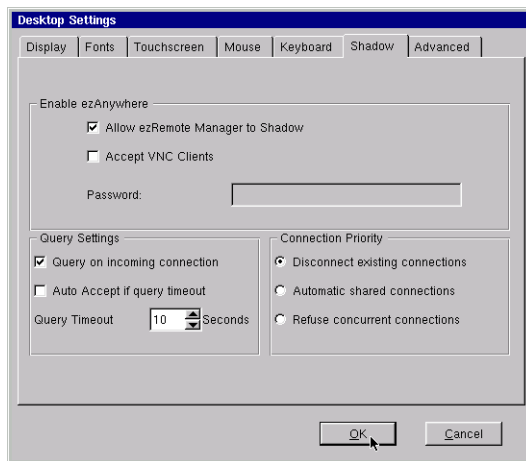 Desktop Settings
Display Fonts Touchscreen Mouse Keyboard Shadow Advanced
Enable ezAnywhere
Allow ezRemote Manager to Shadow
Accept VNC Clients
Password:
Query Settings
Query on incoming connection
Auto Accept if query timeout
Query Timeout 10 Seconds
Connection Priority
Disconnect existing connections
Automatic shared connections
Refuse concurrent connections
OK Cancel